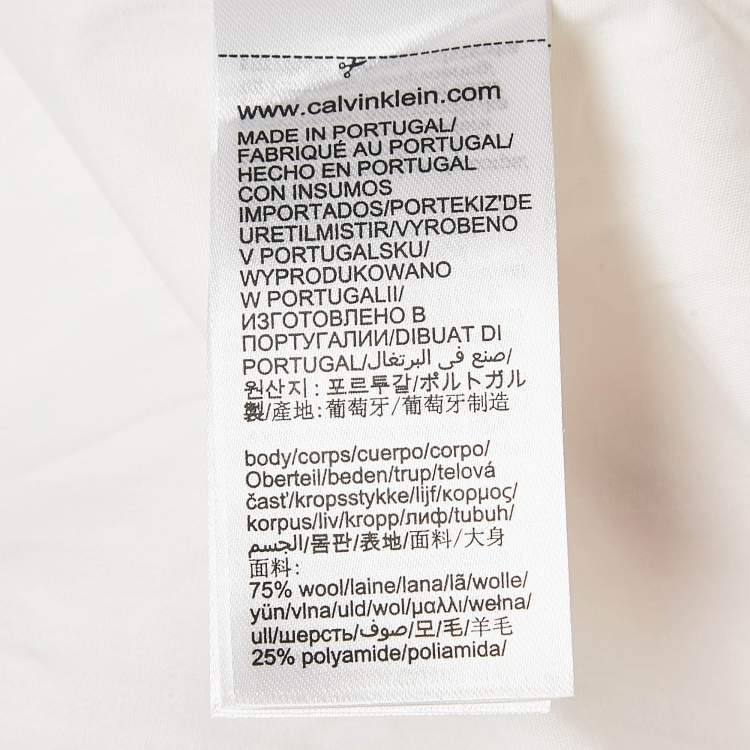 www.calvinklein.com
MADE IN PORTUGAL/
FABRIQUÉ AU PORTUGAL/
HECHO EN PORTUGAL
CON INSUMOS
IMPORTADOS/PORTEKIZ'DE
URETILMISTIR/VYROBENO
V PORTUGALSKU/
WYPRODUKOWANO
W PORTUGALII/
ИЗГОТОВЛЕНО В
ПОРТУГАЛИИ/DIBUAT DI
PORTUGAL/صنع في البرتغال/
원산지 : 포르투갈/ポルトガル
製/產地:葡萄牙/葡萄牙制造
body/corps/cuerpo/corpo/
Oberteil/beden/trup/telová
časť/kropsstykke/lijf/κορμος/
korpus/liv/kropp/лиф/tubuh/
الجسم/몸판/表地/面料/大身
面料:
75% wool/laine/lana/lã/wolle/
yün/vlna/uld/wol/μαλλι/wełna/
ull/шерсть/صوف/모/毛/羊毛
25% polyamide/poliamida/